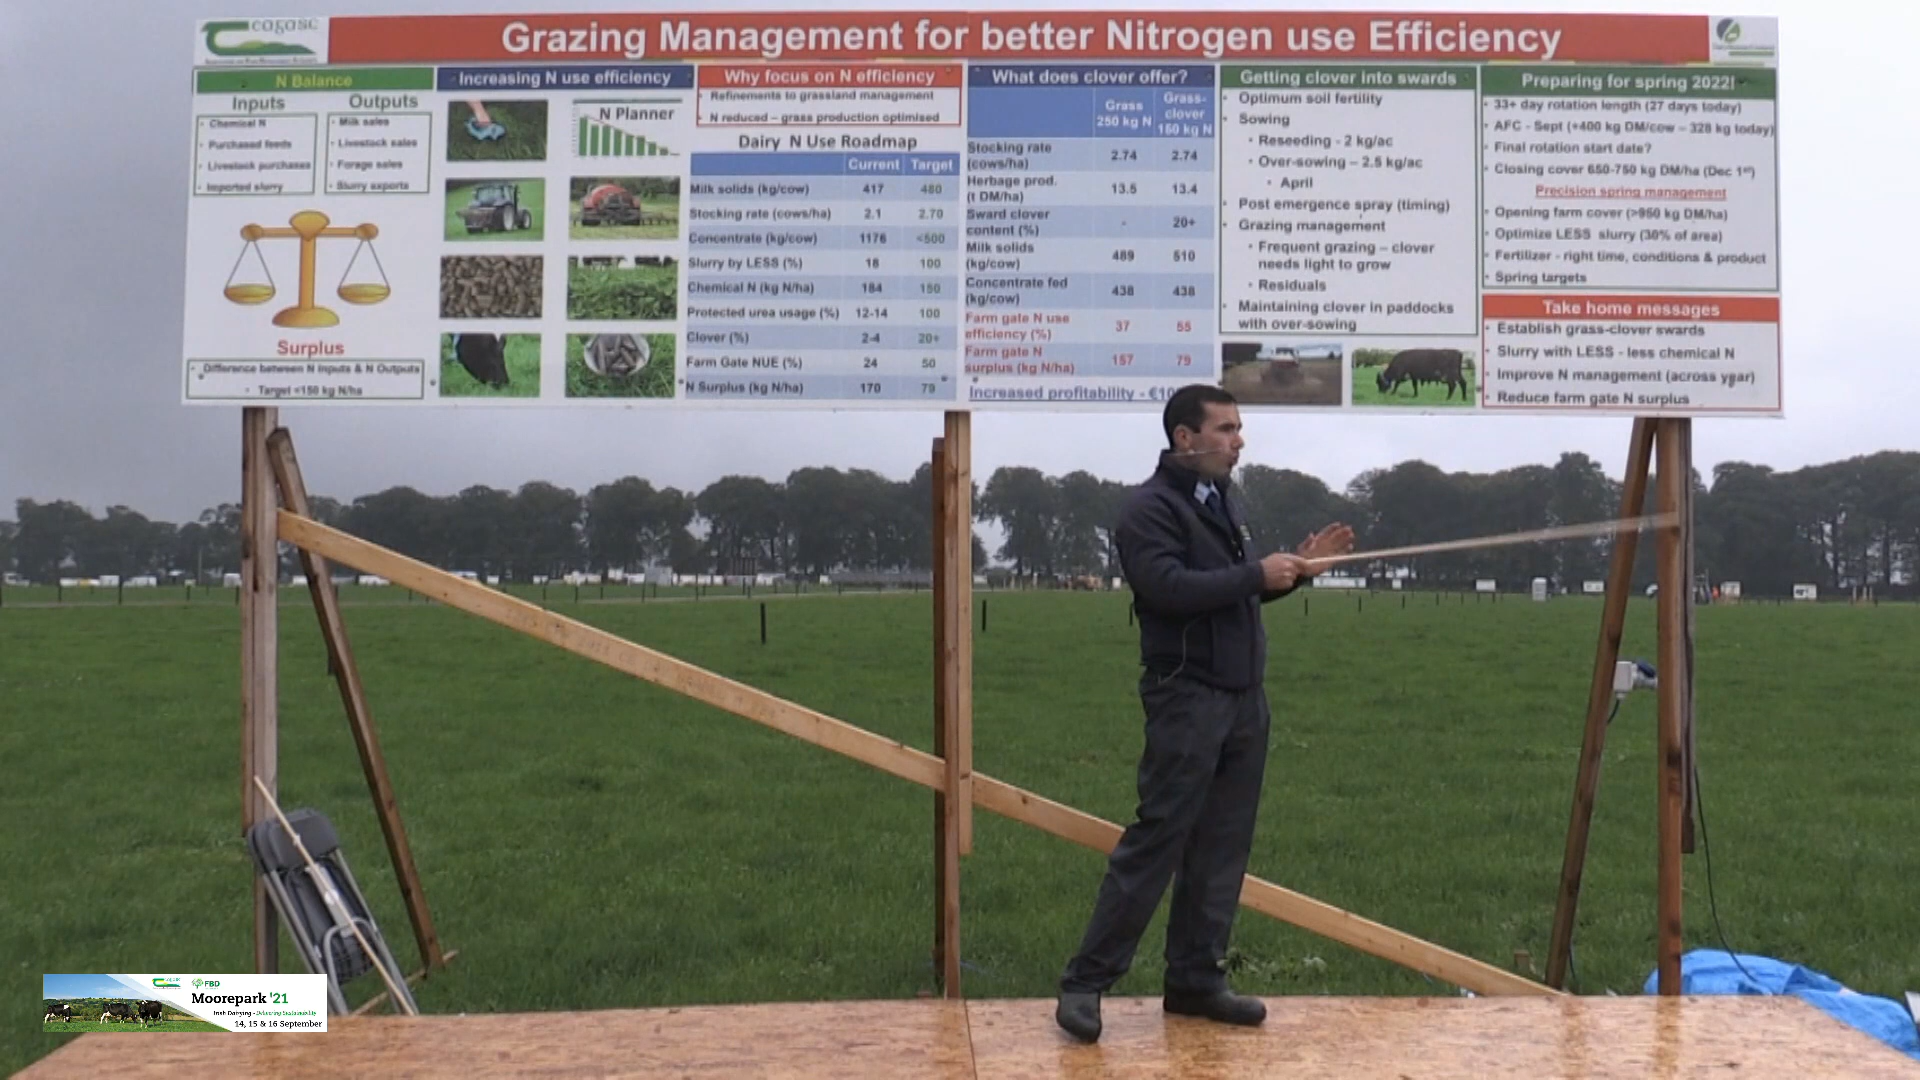 Teagasc
Grazing Management for better Nitrogen use Efficiency
N Balance
Inputs
Outputs
• Chemical N
• Purchased feeds
• Livestock purchases
• Imported slurry
• Milk sales
• Livestock sales
• Forage sales
• Slurry exports
Surplus
• Difference between N Inputs & N Outputs
• Target <150 kg N/ha
Increasing N use efficiency
N Planner
Why focus on N efficiency
• Refinements to grassland management
• N reduced – grass production optimised
Dairy N Use Roadmap
Current Target
Milk solids (kg/cow) 417 480
Stocking rate (cows/ha) 2.1 2.70
Concentrate (kg/cow) 1176 <500
Slurry by LESS (%) 18 100
Chemical N (kg N/ha) 184 150
Protected urea usage (%) 12-14 100
Clover (%) 2-4 20+
Farm Gate NUE (%) 24 50
N Surplus (kg N/ha) 170 79
What does clover offer?
Grass 250 kg N
Grass-clover 150 kg N
Stocking rate (cows/ha) 2.74 2.74
Herbage prod. (t DM/ha) 13.5 13.4
Sward clover content (%) - 20+
Milk solids (kg/cow) 489 510
Concentrate fed (kg/cow) 438 438
Farm gate N use efficiency (%) 37 55
Farm gate N surplus (kg N/ha) 157 79
Increased profitability - €10
Getting clover into swards
• Optimum soil fertility
• Sowing
• Reseeding - 2 kg/ac
• Over-sowing – 2.5 kg/ac
• April
• Post emergence spray (timing)
• Grazing management
• Frequent grazing – clover
needs light to grow
• Residuals
• Maintaining clover in paddocks
with over-sowing
Preparing for spring 2022!
• 33+ day rotation length (27 days today)
• AFC - Sept (+400 kg DM/cow – 328 kg today)
• Final rotation start date?
• Closing cover 650-750 kg DM/ha (Dec 1st)
Precision spring management
• Opening farm cover (>950 kg DM/ha)
• Optimize LESS slurry (30% of area)
• Fertilizer - right time, conditions & product
• Spring targets
Take home messages
• Establish grass-clover swards
• Slurry with LESS - less chemical N
• Improve N management (across year)
• Reduce farm gate N surplus
FBD
Moorepark '21
Irish Dairying - Delivering Sustainability
14, 15 & 16 September